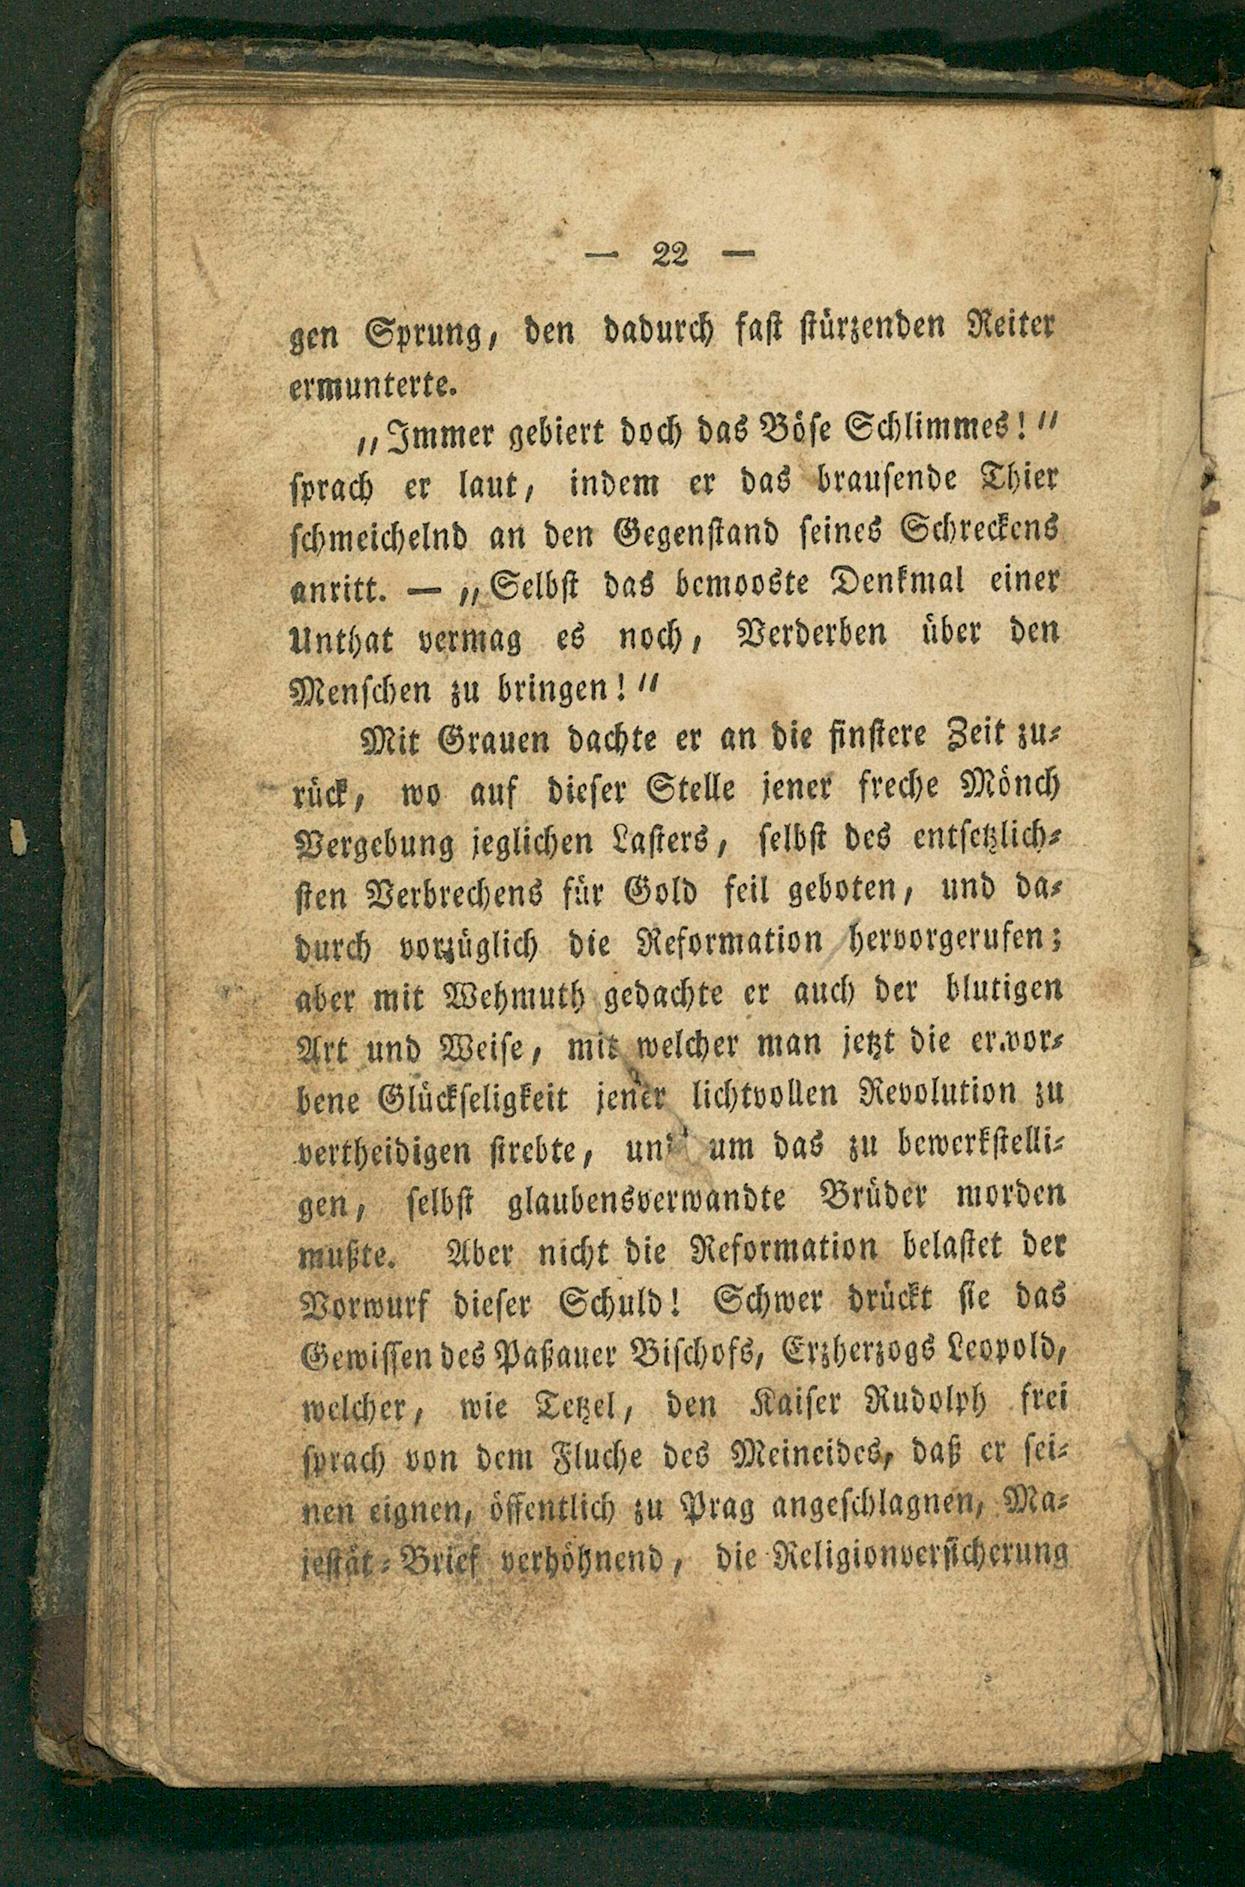 — 22 —
gen Sprung, den dadurch fast stürzenden Reiter
ermunterte.
„Immer gebiert doch das Böse Schlimmes!“
sprach er laut, indem er das brausende Thier
schmeichelnd an den Gegenstand seines Schreckens
anritt. — „Selbst das bemooste Denkmal einer
Unthat vermag es noch, Verderben über den
Menschen zu bringen!“
Mit Grauen dachte er an die finstere Zeit zu-
rück, wo auf dieser Stelle jener freche Mönch
Vergebung jeglichen Lasters, selbst des entsetzlich-
sten Verbrechens für Gold feil geboten, und da-
durch vorzüglich die Reformation hervorgerufen;
aber mit Wehmuth gedachte er auch der blutigen
Art und Weise, mit welcher man jetzt die erwor-
bene Glückseligkeit jener lichtvollen Revolution zu
vertheidigen strebte, und um das zu bewerkstelli-
gen, selbst glaubensverwandte Brüder morden
mußte. Aber nicht die Reformation belastet der
Vorwurf dieser Schuld! Schwer drückt sie das
Gewissen des Paßauer Bischofs, Erzherzogs Leopold,
welcher, wie Tetzel, den Kaiser Rudolph frei
sprach von dem Fluche des Meineides, daß er sei-
nen eignen, öffentlich zu Prag angeschlagnen, Ma-
jestät-Brief verhöhnend, die Religionversicherung